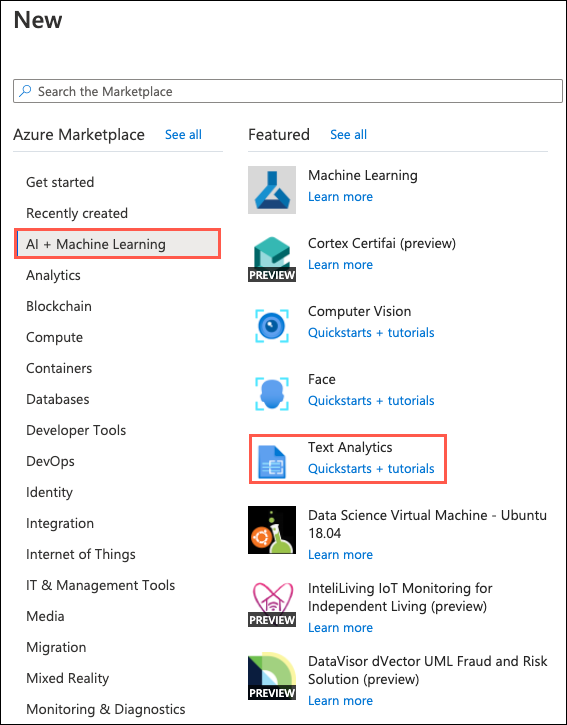 New
Search the Marketplace
Azure Marketplace
See all
Get started
Recently created
AI + Machine Learning
Analytics
Blockchain
Compute
Containers
Databases
Developer Tools
DevOps
Identity
Integration
Internet of Things
IT & Management Tools
Media
Migration
Mixed Reality
Monitoring & Diagnostics
Featured
See all
Machine Learning
Learn more
Cortex Certifai (preview)
PREVIEW
Learn more
Computer Vision
Quickstarts + tutorials
Face
Quickstarts + tutorials
Text Analytics
Quickstarts + tutorials
Data Science Virtual Machine - Ubuntu
18.04
Learn more
InteliLiving IoT Monitoring for
Independent Living (preview)
PREVIEW
Learn more
DataVisor dVector UML Fraud and Risk
Solution (preview)
PREVIEW
Learn more